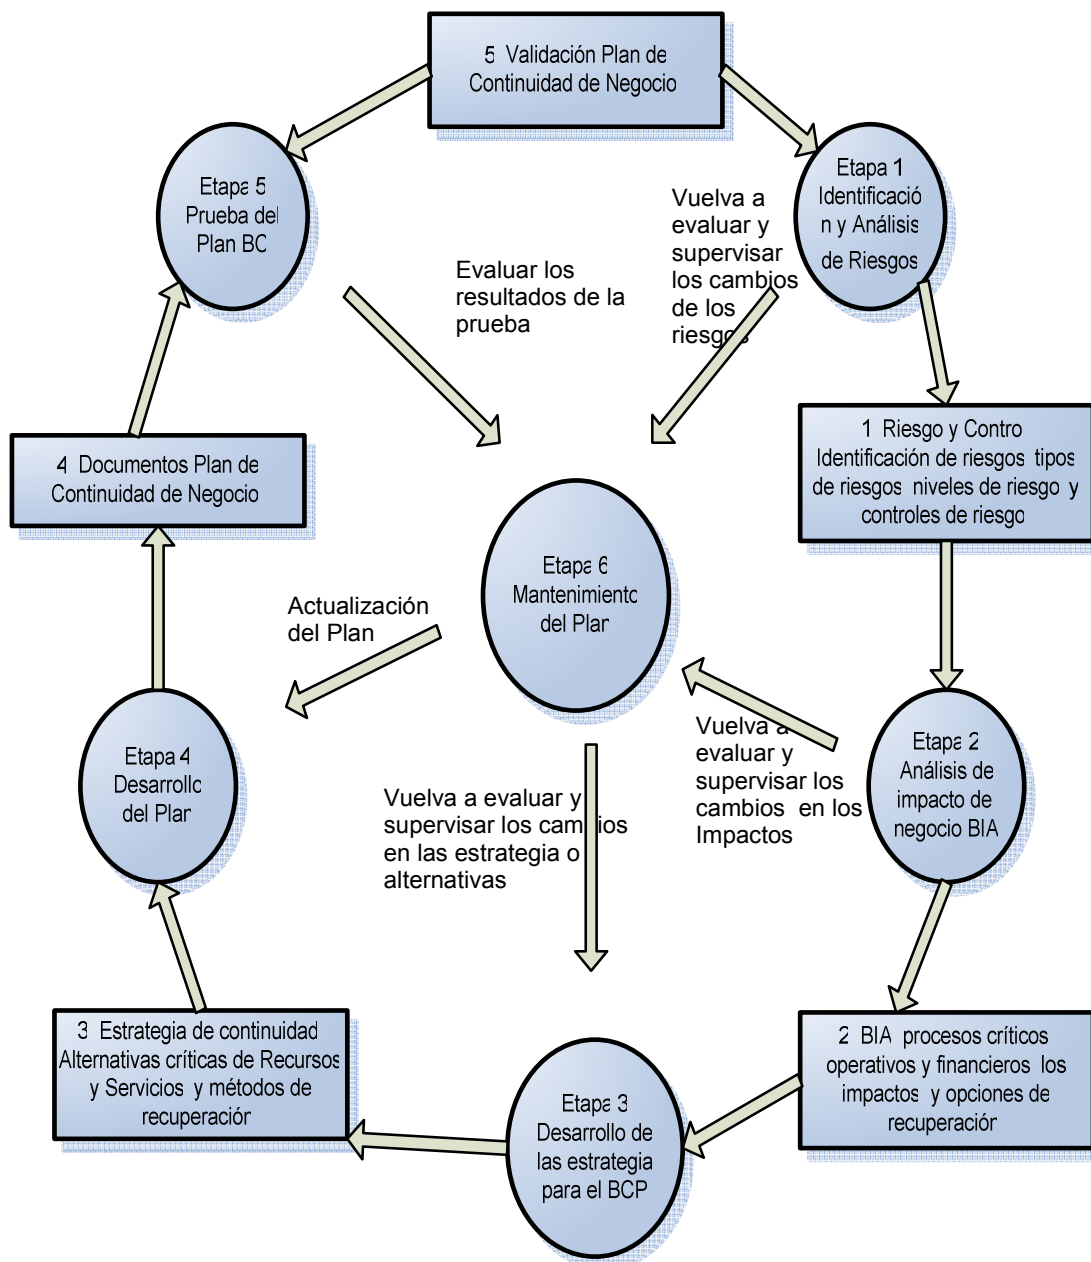 5 Validación Plan de
Continuidad de Negocio
Etapa 5
Prueba del
Plan BC
Etapa 1
Identificació
n y Análisis
de Riesgos
Vuelva a
evaluar y
supervisar
los cambios
de los
riesgos
Evaluar los
resultados de la
prueba
1 Riesgo y Contro
Identificación de riesgos tipos
de riesgos niveles de riesgo y
controles de riesgo
4 Documentos Plan de
Continuidad de Negocio
Etapa 6
Mantenimiento
del Plan
Actualización
del Plan
Etapa 4
Desarrollo
del Plan
Vuelva a
evaluar y
supervisar los
cambios en los
Impactos
Etapa 2
Análisis de
impacto de
negocio BIA
Vuelva a evaluar y
supervisar los cambios
en las estrategia o
alternativas
3 Estrategia de continuidad
Alternativas críticas de Recursos
y Servicios y métodos de
recuperación
2 BIA procesos críticos
operativos y financieros los
impactos y opciones de
recuperación
Etapa 3
Desarrollo de
las estrategia
para el BCP